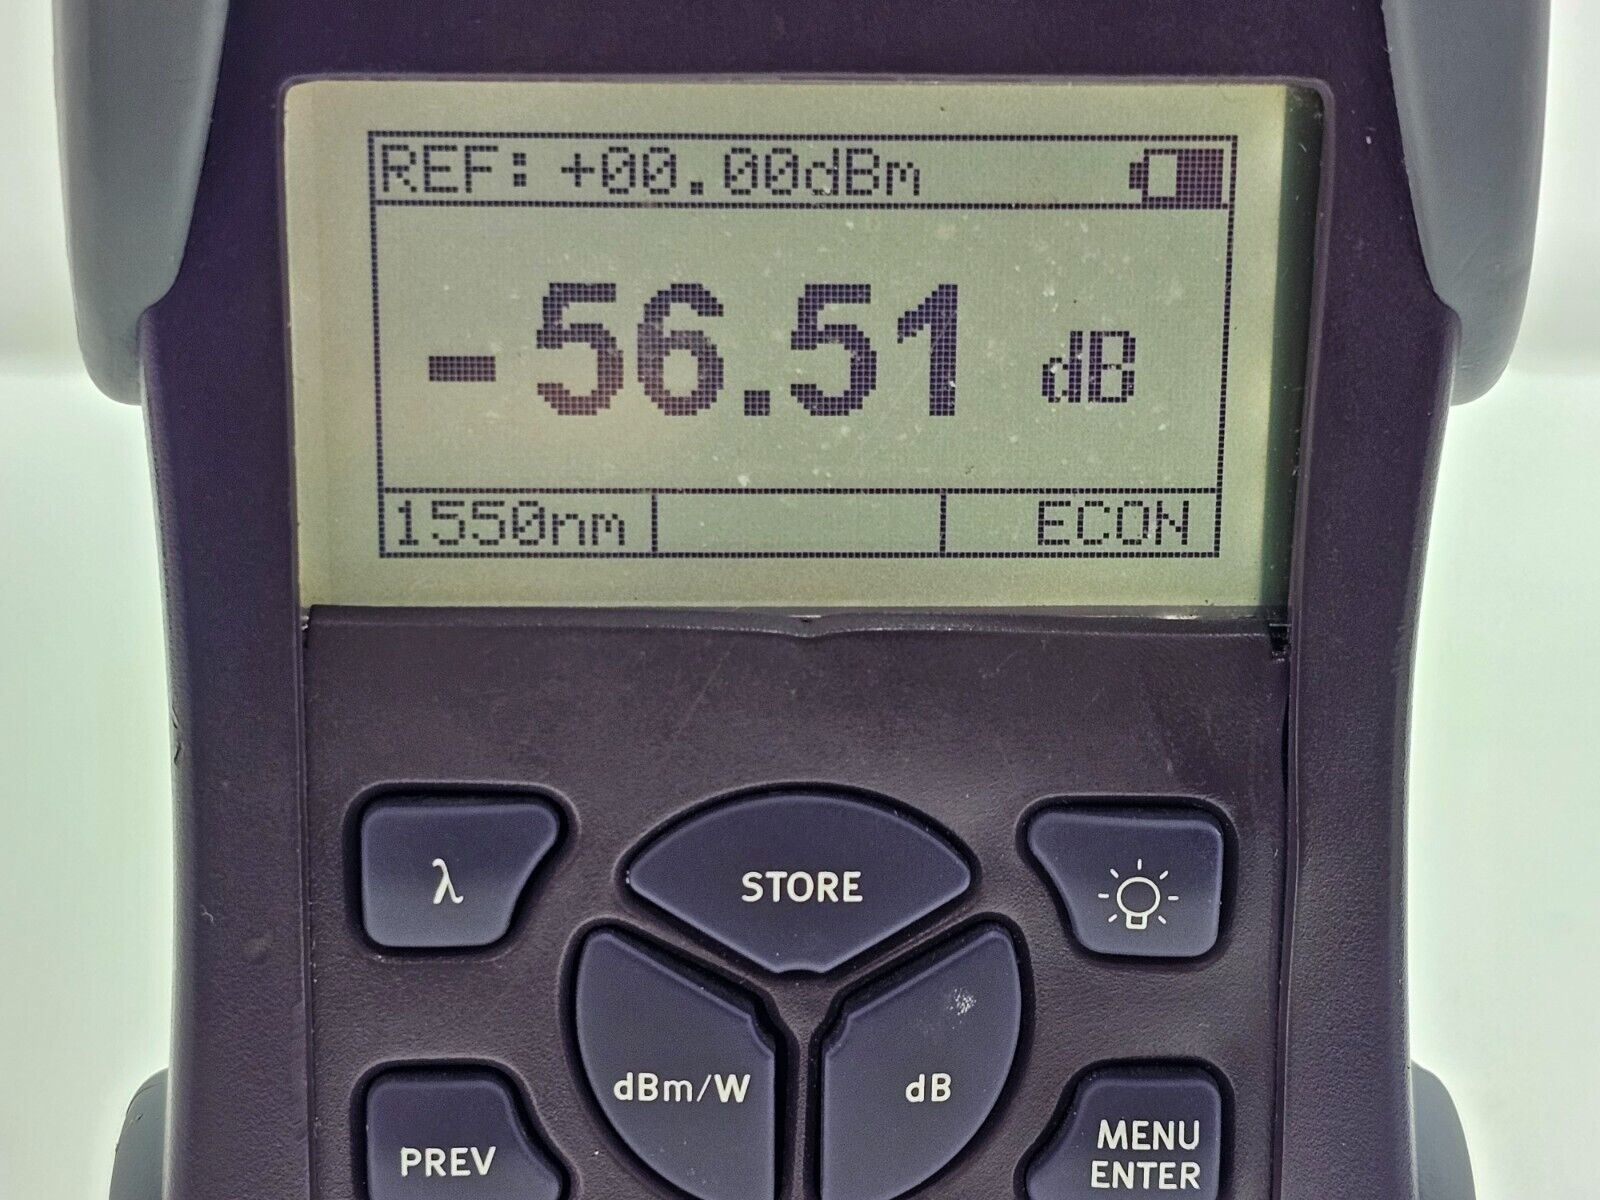 REF: +00.00dBm
-56.51 dB
1550nm ECON
λ STORE
dBm/W dB
PREV MENU
ENTER